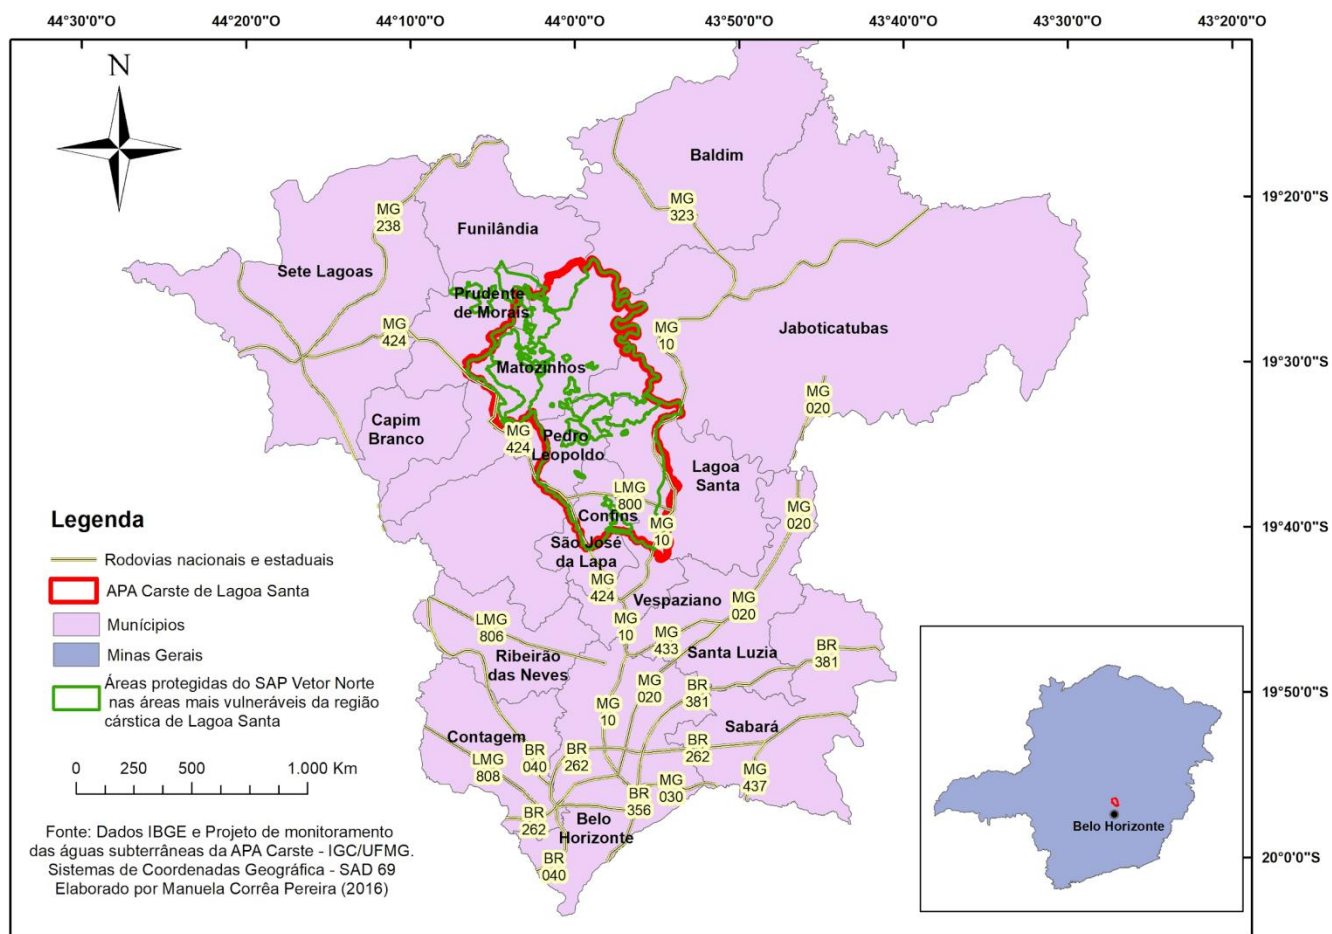 44°30'0"O 44°20'0"O 44°10'0"O 44°0'0"O 43°50'0"O 43°40'0"O 43°30'0"O 43°20'0"O
N
Baldim
19°20'0"S
MG
323
MG
238
Funilândia
Sete Lagoas
Prudente
de Morais
Jaboticatubas
MG
424
MG
10
19°30'0"S
Matozinhos
MG
020
Capim
Branco
MG
424
Pedro
Leopoldo
Lagoa
Santa
LMG
800
Confins
MG
10
MG
020
19°40'0"S
São José
da Lapa
MG
424
Vespaziano
MG
020
LMG
806
MG
10
MG
433
Santa Luzia
BR
381
Ribeirão
das Neves
MG
020
BR
381
19°50'0"S
MG
10
Sabará
Contagem
LMG
808
BR
040
BR
262
BR
262
MG
030
MG
437
BR
356
BR
262
Belo
Horizonte
BR
040
20°0'0"S
Legenda
Rodovias nacionais e estaduais
APA Carste de Lagoa Santa
Munícipios
Minas Gerais
Áreas protegidas do SAP Vetor Norte
nas áreas mais vulneráveis da região
cárstica de Lagoa Santa
0 250 500 1.000 Km
Fonte: Dados IBGE e Projeto de monitoramento
das águas subterrâneas da APA Carste - IGC/UFMG.
Sistemas de Coordenadas Geográfica - SAD 69
Elaborado por Manuela Corrêa Pereira (2016)
Belo Horizonte